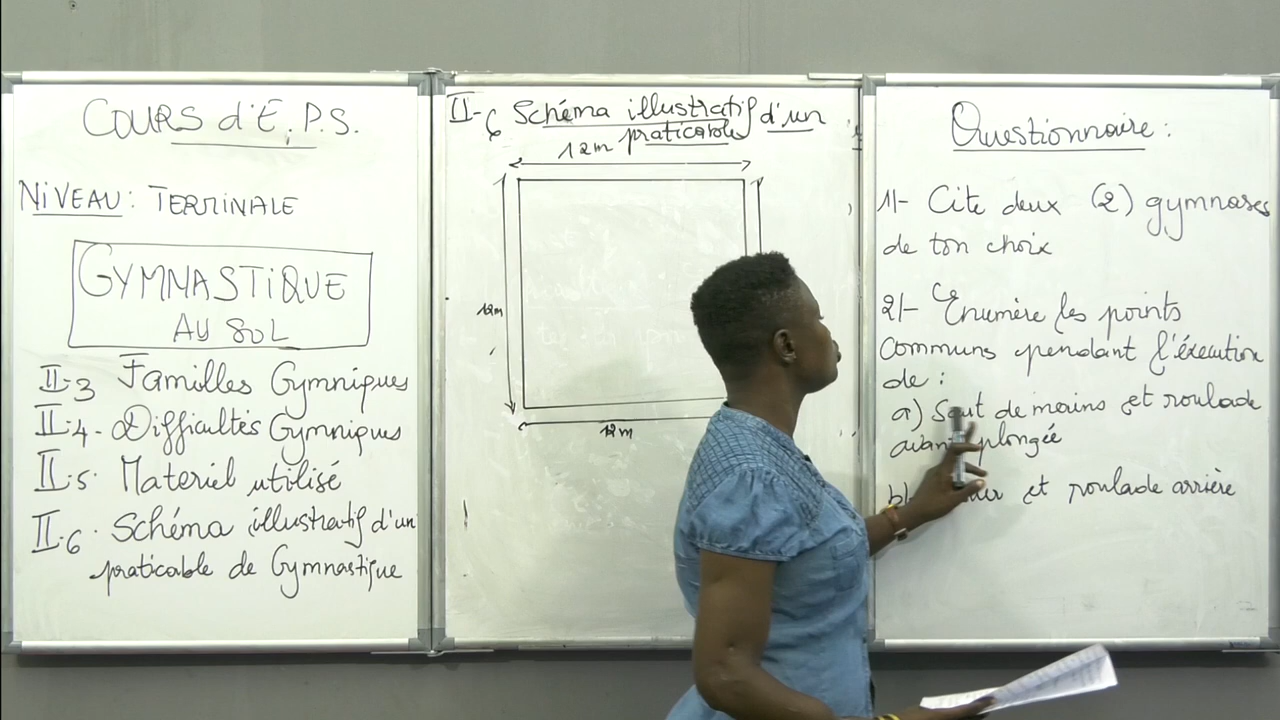 COURS d'E.P.S.
NIVEAU: TERMINALE
GYMNASTIQUE
AU SOL
II.3 Familles Gymniques
II.4- Difficultés Gymniques
II.5. Materiel utilisé
II.6. Schéma illustratif d'un
praticable de Gymnastique
II-6 Schéma illustratif d'un
praticable
12m
12m
12m
Questionnaire:
1/- Cite deux (2) gymnases
de ton choix
2/- Enumère les points
communs pendant l'éxecution
de:
a) Saut de mains et roulade
avant plongée
b)- et roulade arrière